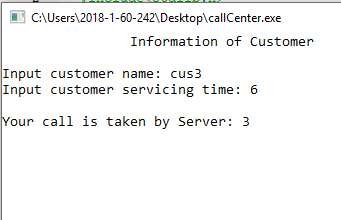 C:\Users\2018-1-60-242\Desktop\callCenter.exe
Information of Customer
Input customer name: cus3
Input customer servicing time: 6
Your call is taken by Server: 3